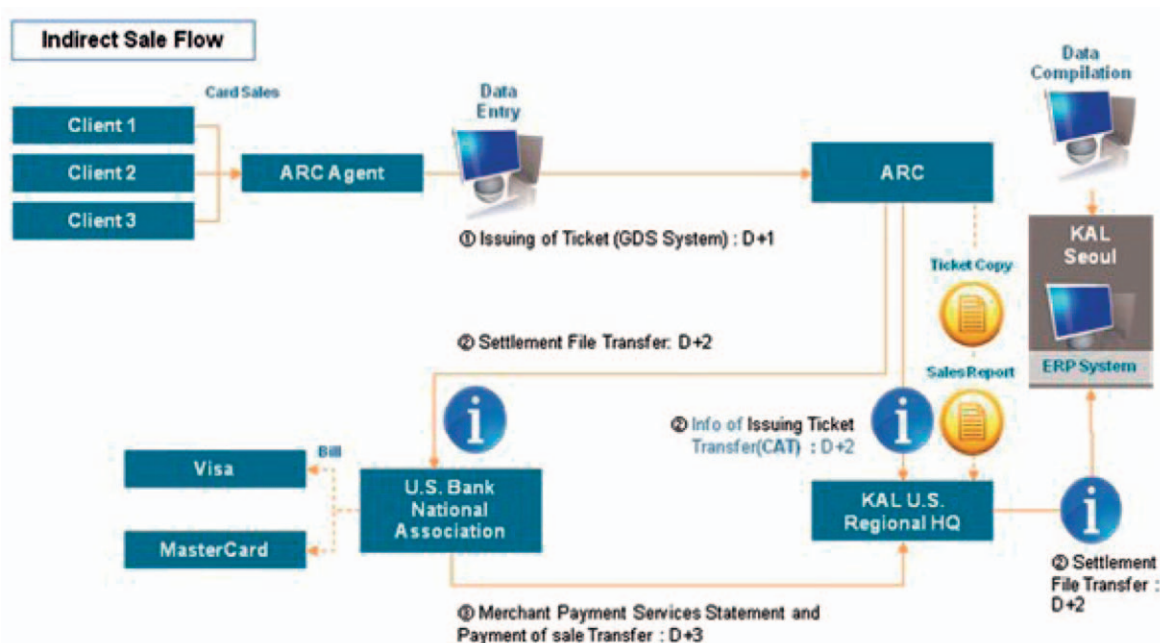 Indirect Sale Flow
Card Sales
Client 1
Client 2
Client 3
ARC Agent
Data
Entry
ARC
Data
Compilation
① Issuing of Ticket (GDS System) : D+1
KAL
Seoul
ERP System
Ticket Copy
② Settlement File Transfer: D+2
Sales Report
② Info of Issuing Ticket
Transfer(CAT) : D+2
Bill
Visa
MasterCard
U.S. Bank
National
Association
KAL U.S.
Regional HQ
② Settlement
File Transfer :
D+2
③ Merchant Payment Services Statement and
Payment of sale Transfer : D+3